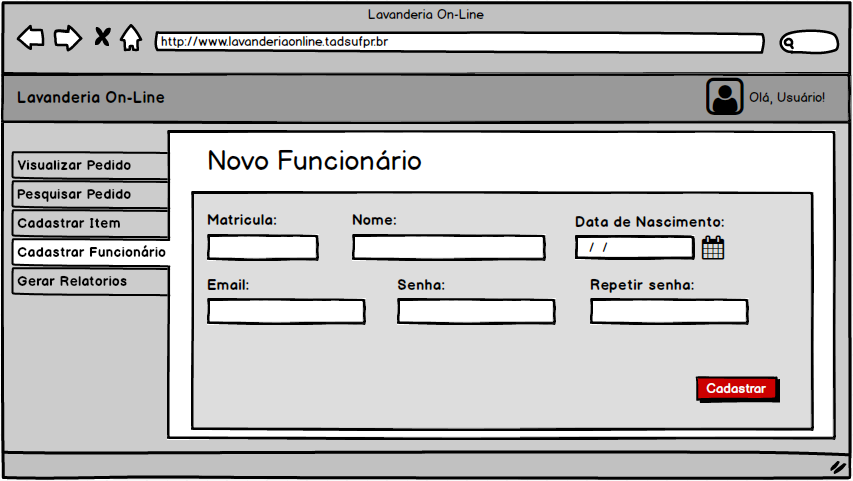 Lavanderia On-Line
http://www.lavanderiaonline.tadsufpr.br
Lavanderia On-Line
Olá, Usuário!
Visualizar Pedido
Pesquisar Pedido
Cadastrar Item
Cadastrar Funcionário
Gerar Relatorios
Novo Funcionário
Matricula:
Nome:
Data de Nascimento:
/ /
Email:
Senha:
Repetir senha:
Cadastrar